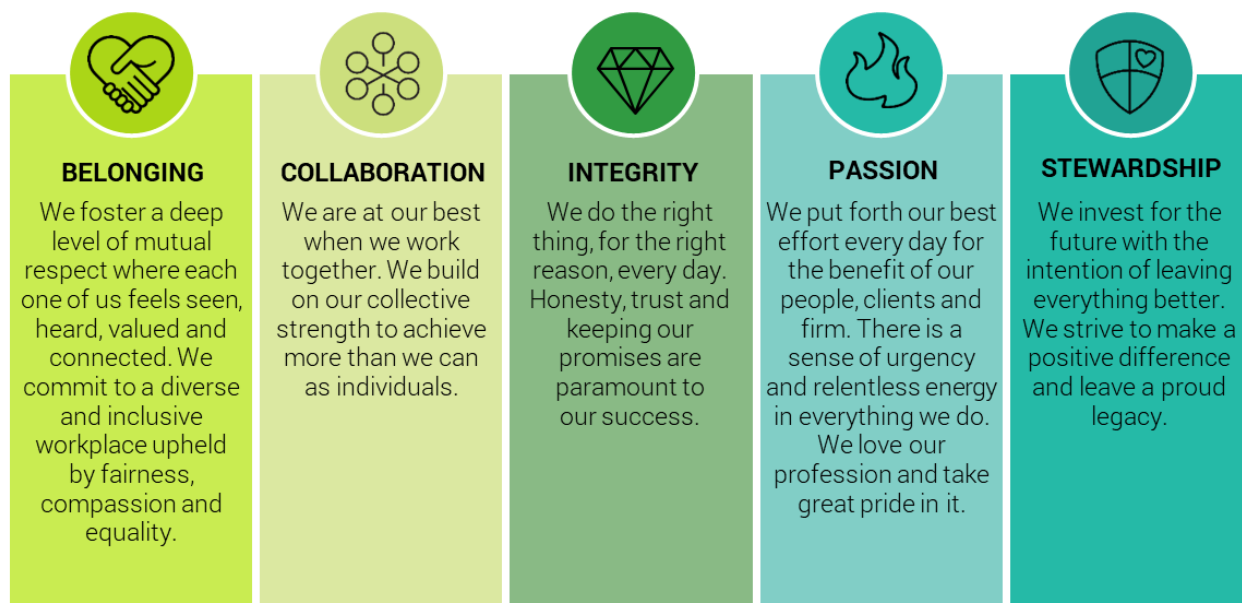 BELONGING
We foster a deep
level of mutual
respect where each
one of us feels seen,
heard, valued and
connected. We
commit to a diverse
and inclusive
workplace upheld
by fairness,
compassion and
equality.
COLLABORATION
We are at our best
when we work
together. We build
on our collective
strength to achieve
more than we can
as individuals.
INTEGRITY
We do the right
thing, for the right
reason, every day.
Honesty, trust and
keeping our
promises are
paramount to
our success.
PASSION
We put forth our best
effort every day for
the benefit of our
people, clients and
firm. There is a
sense of urgency
and relentless energy
in everything we do.
We love our
profession and take
great pride in it.
STEWARDSHIP
We invest for the
future with the
intention of leaving
everything better.
We strive to make a
positive difference
and leave a proud
legacy.